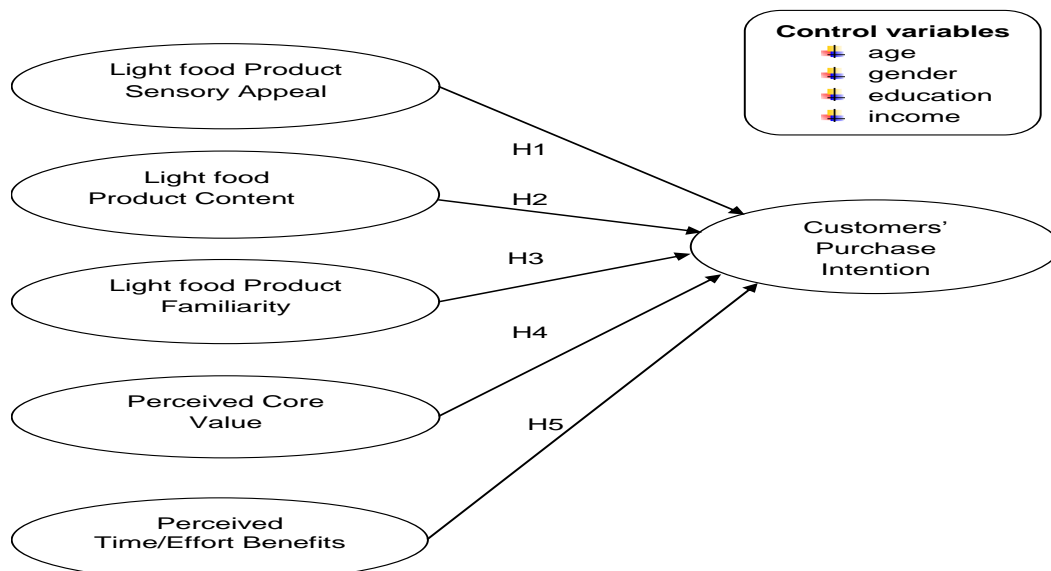 Control variables
age
gender
education
income
Light food Product
Sensory Appeal
H1
Light food
Product Content
H2
Customers’
Purchase
Intention
H3
Light food Product
Familiarity
H4
Perceived Core
Value
H5
Perceived
Time/Effort Benefits